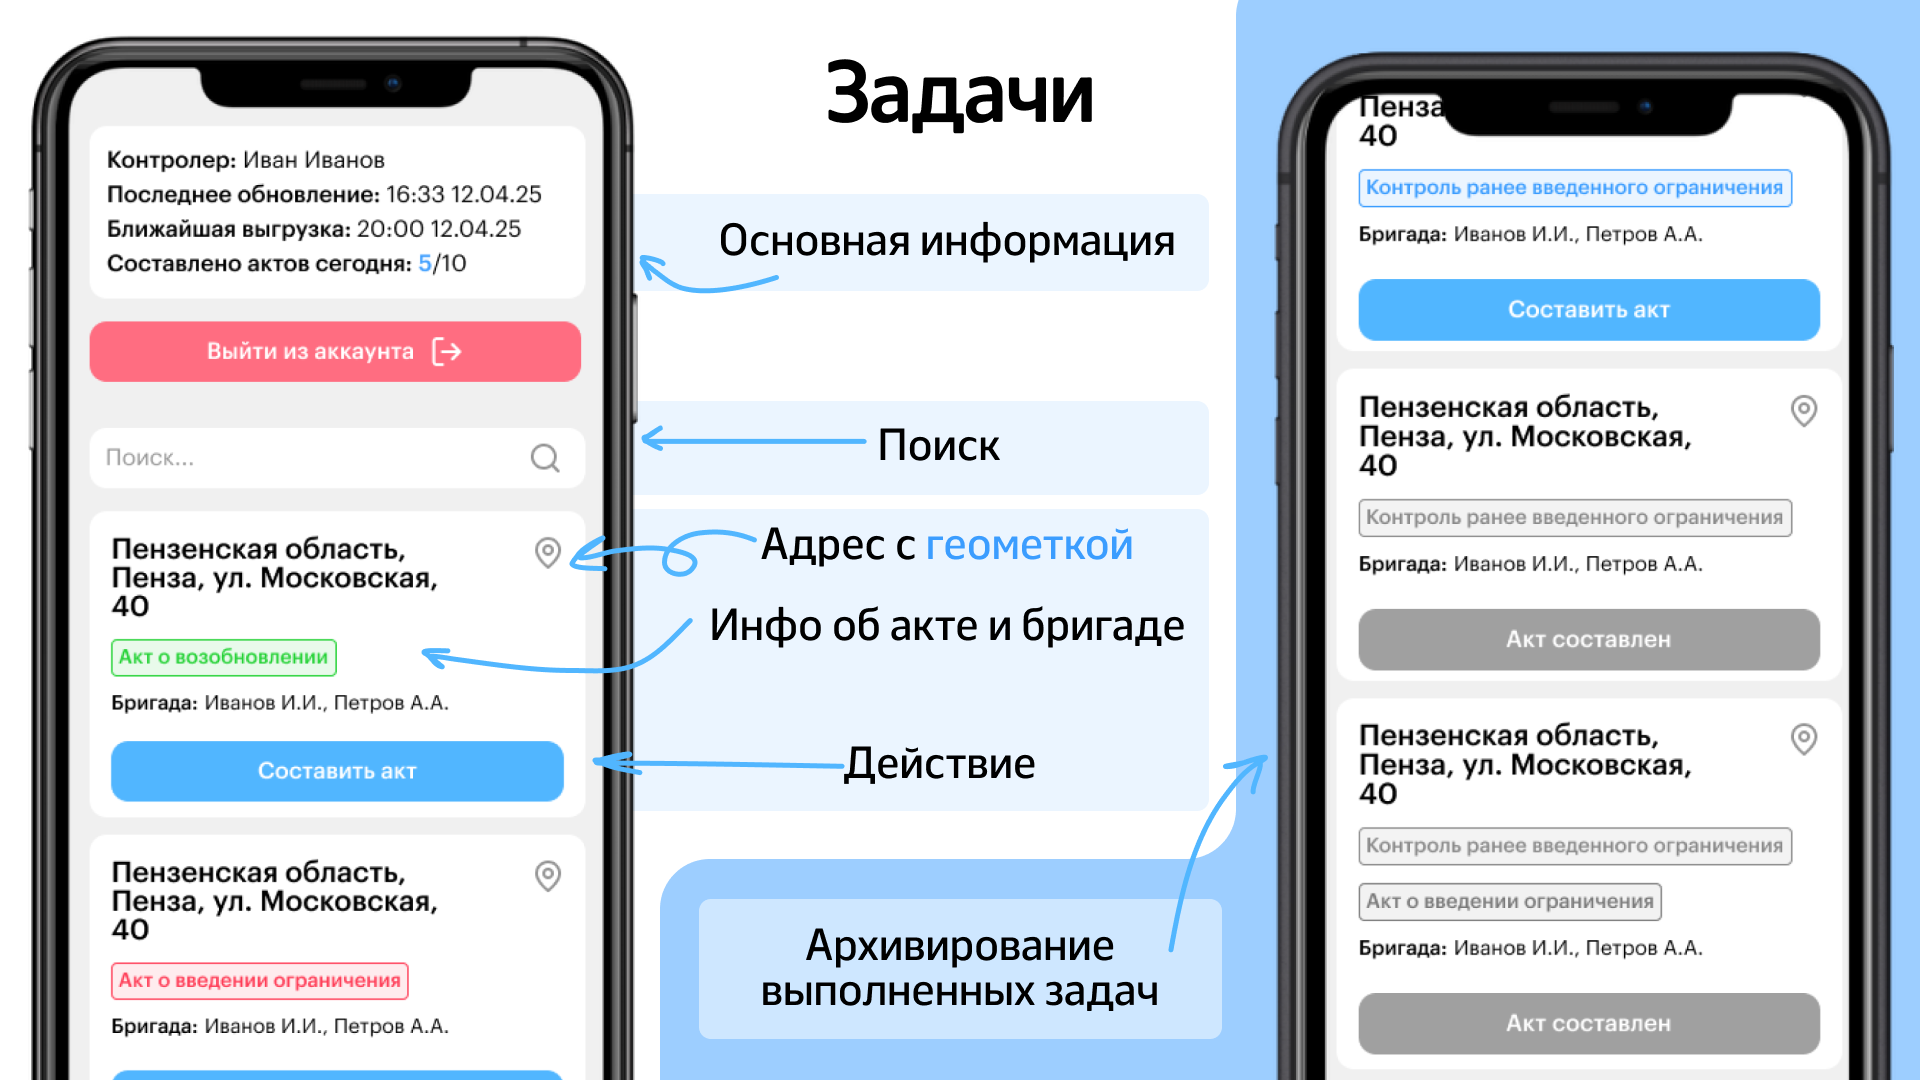 Задачи
Контролер: Иван Иванов
Последнее обновление: 16:33 12.04.25
Ближайшая выгрузка: 20:00 12.04.25
Составлено актов сегодня: 5/10
Выйти из аккаунта
Поиск...
Пензенская область,
Пенза, ул. Московская,
40
Акт о возобновлении
Бригада: Иванов И.И., Петров А.А.
Составить акт
Пензенская область,
Пенза, ул. Московская,
40
Акт о введении ограничения
Бригада: Иванов И.И., Петров А.А.
Основная информация
Поиск
Адрес с геометкой
Инфо об акте и бригаде
Действие
Архивирование
выполненных задач
Пенза
40
Контроль ранее введенного ограничения
Бригада: Иванов И.И., Петров А.А.
Составить акт
Пензенская область,
Пенза, ул. Московская,
40
Контроль ранее введенного ограничения
Бригада: Иванов И.И., Петров А.А.
Акт составлен
Пензенская область,
Пенза, ул. Московская,
40
Контроль ранее введенного ограничения
Акт о введении ограничения
Бригада: Иванов И.И., Петров А.А.
Акт составлен